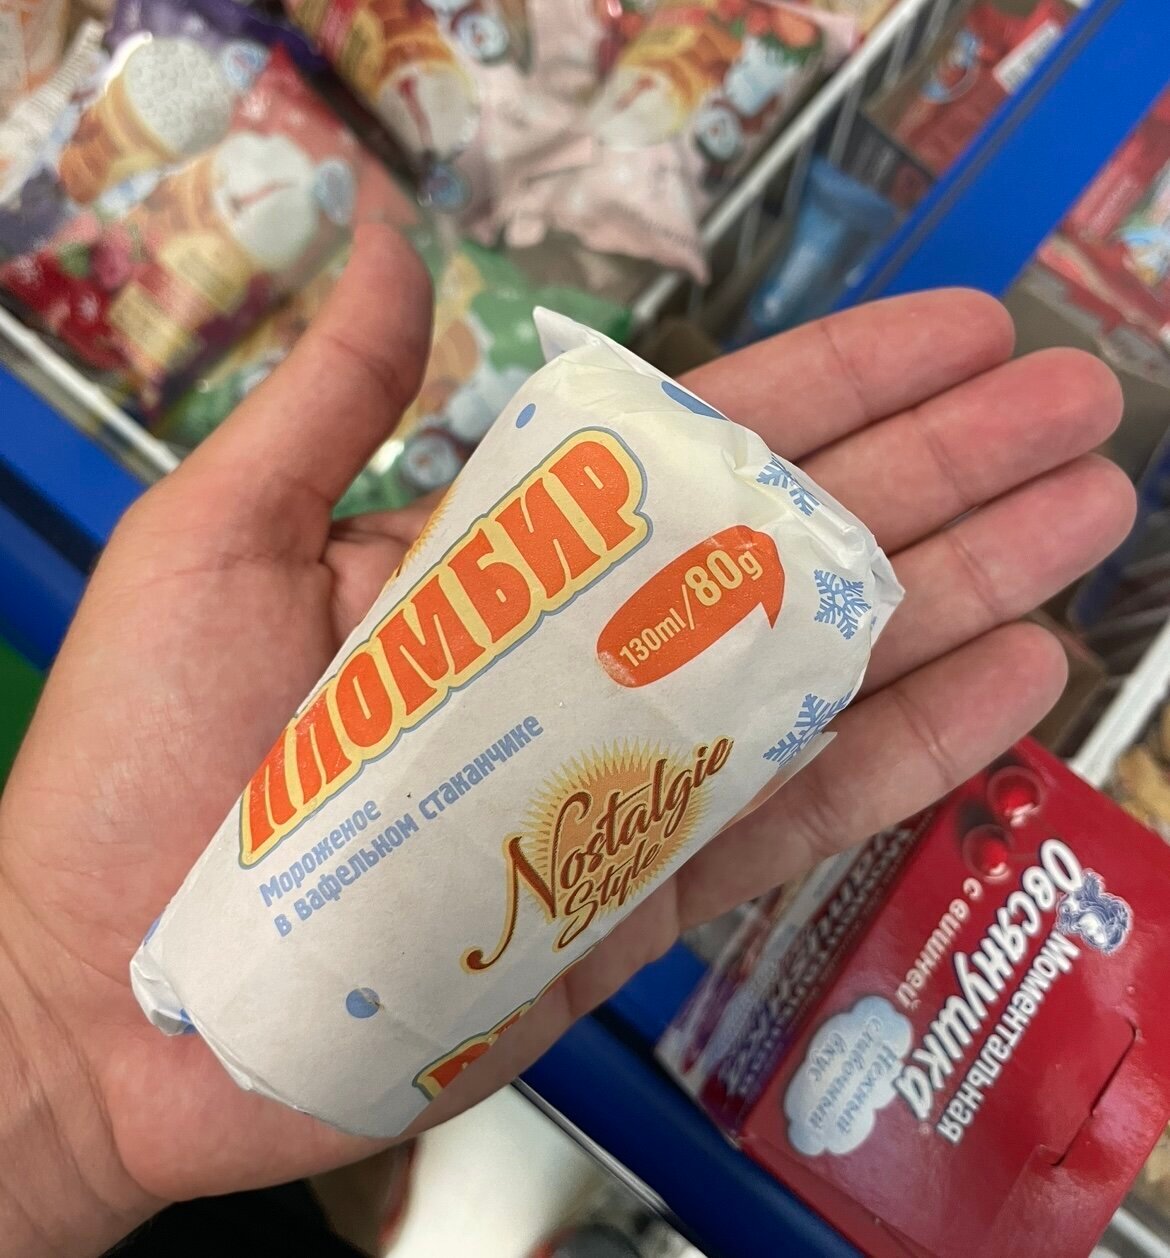 ПЛОМБИР
130ml/80g
Мороженое
в вафельном стаканчике
Nostalgie
Style
Моментальная
Овсянушка
с вишней
Нежный
сливочный
вкус